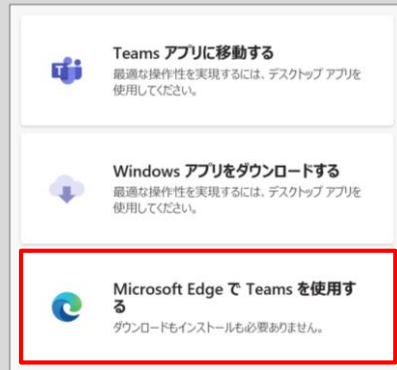 Teams アプリに移動する
最適な操作性を実現するには、デスクトップ アプリを
使用してください。
Windows アプリをダウンロードする
最適な操作性を実現するには、デスクトップ アプリを
使用してください。
Microsoft Edge で Teams を使用す
る
ダウンロードもインストールも必要ありません。